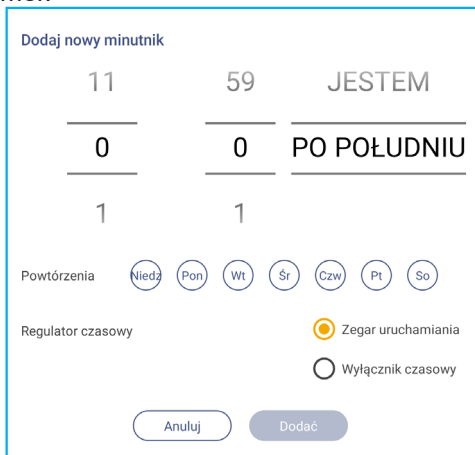 Dodaj nowy minutnik
11 59 JESTEM
0 0 PO POŁUDNIU
1 1
Powtórzenia Niedz Pon Wt Śr Czw Pt So
Regulator czasowy Zegar uruchamiania
Wyłącznik czasowy
Anuluj Dodać